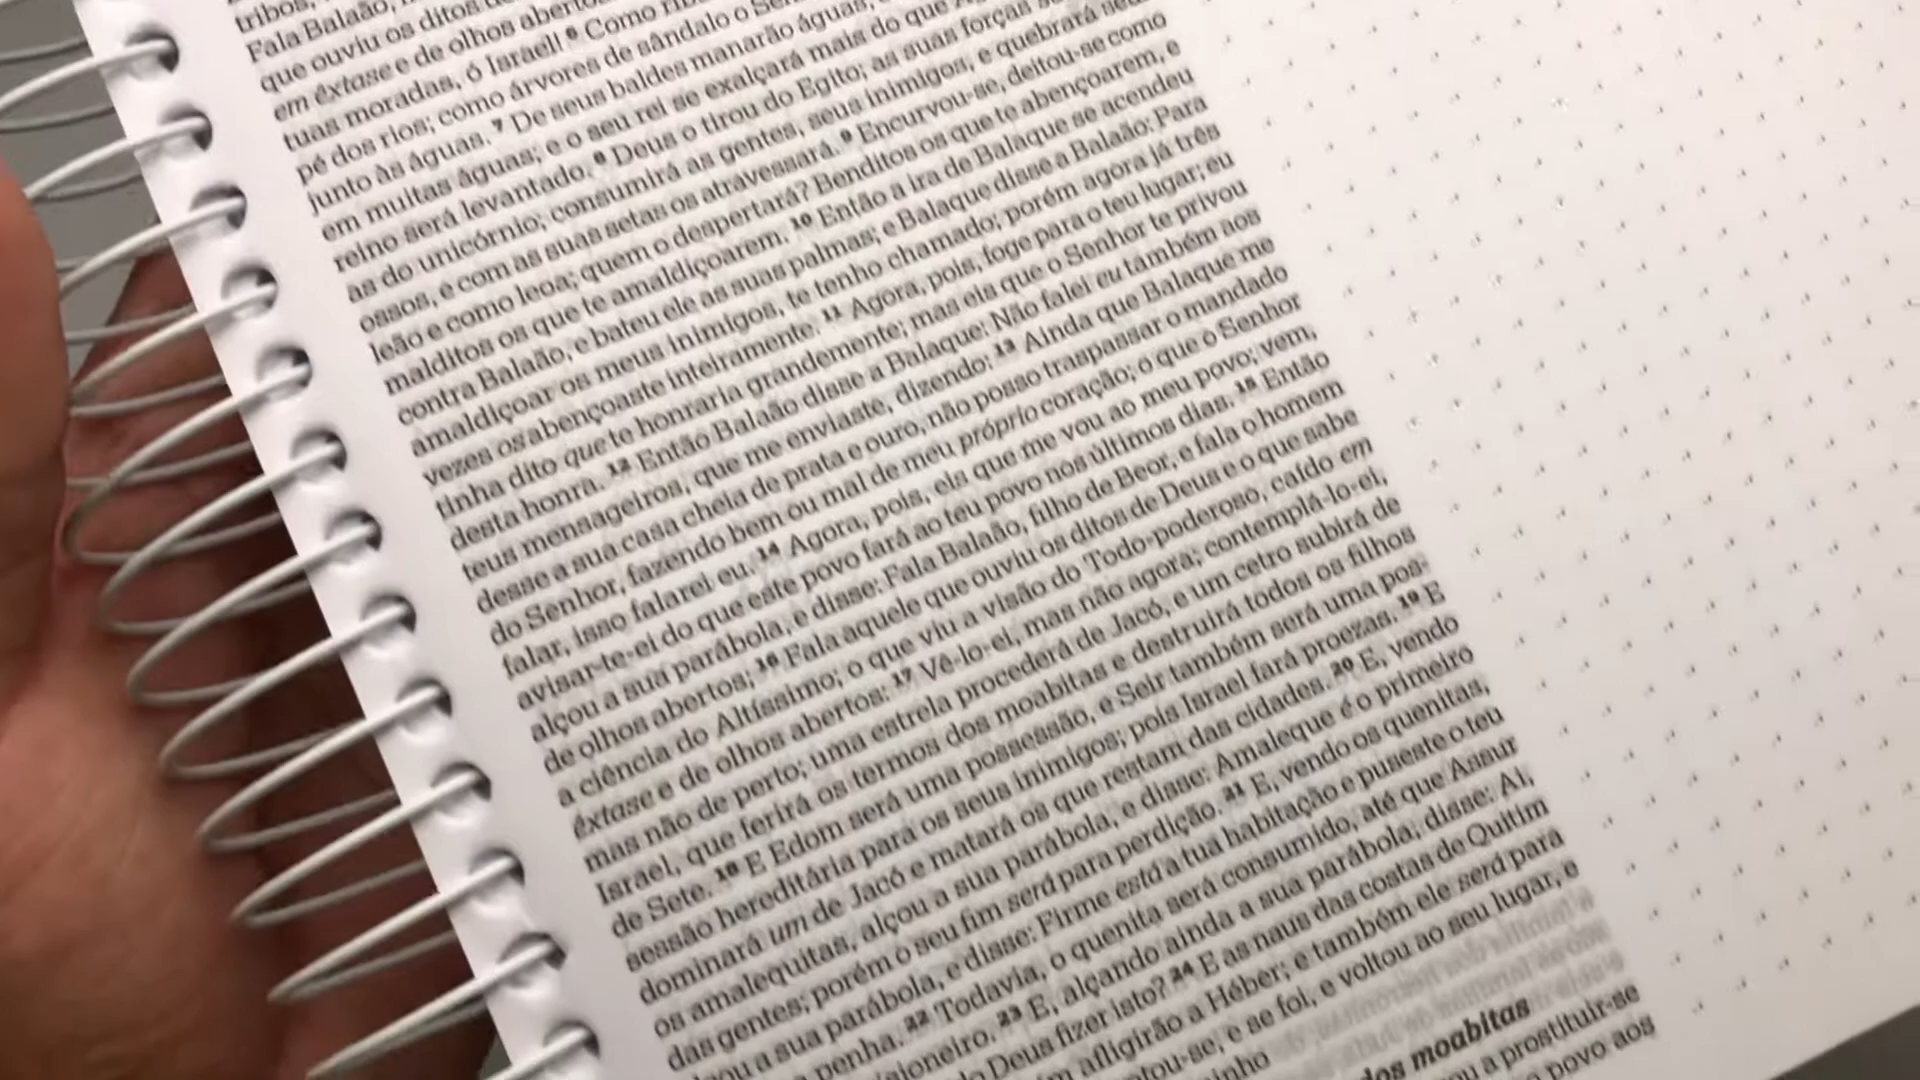 tribos,
Fala Balaão,
que ouviu os ditos
em êxtase e de olhos
tuas moradas, ó Israel! 6 Como
pé dos rios; como árvores de sândalo o
junto às águas. 7 De seus baldes manarão águas,
em muitas águas; e o seu rei se exalçará mais do que
reino será levantado. 8 Deus o tirou do Egito; as suas forças
as do unicórnio; consumirá as gentes, seus inimigos, e quebrará
ossos, e com as suas setas os atravessará. 9 Encurvou-se, deitou-se como
leão e como leoa; quem o despertará? Benditos os que te abençoarem, e
malditos os que te amaldiçoarem. 10 Então a ira de Balaque se acendeu
contra Balaão, e bateu ele as suas palmas; e Balaque disse a Balaão: Para
amaldiçoar os meus inimigos, te tenho chamado; porém agora já três
vezes os abençoaste inteiramente. 11 Agora, pois, foge para o teu lugar; eu
tinha dito que te honraria grandemente; mas eis que o Senhor te privou
desta honra. 12 Então Balaão disse a Balaque: Não falei eu também aos
teus mensageiros, que me enviaste, dizendo: 13 Ainda que Balaque me
desse a sua casa cheia de prata e ouro, não posso traspassar o mandado
do Senhor, fazendo bem ou mal de meu próprio coração; o que o Senhor
falar, isso falarei eu. 14 Agora, pois, eis que me vou ao meu povo; vem,
avisar-te-ei do que este povo fará ao teu povo nos últimos dias. 15 Então
alçou a sua parábola, e disse: Fala Balaão, filho de Beor, e fala o homem
de olhos abertos; 16 Fala aquele que ouviu os ditos de Deus e o que sabe
a ciência do Altíssimo; o que viu a visão do Todo-poderoso, caído em
êxtase e de olhos abertos: 17 Vê-lo-ei, mas não agora; contemplá-lo-ei,
mas não de perto; uma estrela procederá de Jacó, e um cetro subirá de
Israel, que ferirá os termos dos moabitas e destruirá todos os filhos
de Sete. 18 E Edom será uma possessão, e Seir também será uma pos-
sessão hereditária para os seus inimigos; pois Israel fará proezas. 19 E
dominará um de Jacó e matará os que restam das cidades. 20 E, vendo
os amalequitas, alçou a sua parábola, e disse: Amaleque é o primeiro
das gentes; porém o seu fim será para perdição. 21 E, vendo os quenitas,
a sua parábola, e disse: Firme está a tua habitação e puseste o teu
penha. 22 Todavia, o quenita será consumido, até que Assur
23 E, alçando ainda a sua parábola, disse: Ai,
Deus fizer isto? 24 E as naus das costas de Quitim
afligirão a Héber; e também ele será para
e se foi, e voltou ao seu lugar, e
dos moabitas
a prostituir-se
povo aos